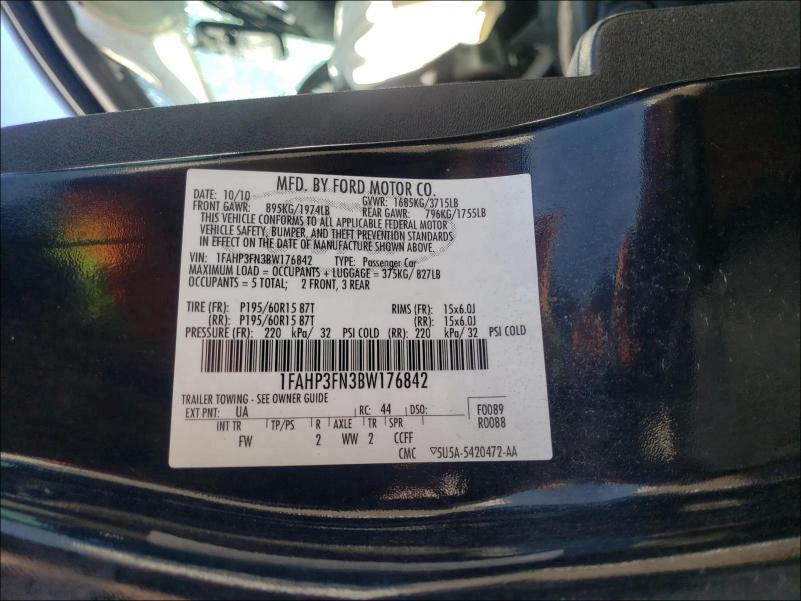 MFD. BY FORD MOTOR CO.
DATE: 10/10 GVWR: 1685KG/3715LB
FRONT GAWR: 895KG/1974LB REAR GAWR: 796KG/1755LB
THIS VEHICLE CONFORMS TO ALL APPLICABLE FEDERAL MOTOR
VEHICLE SAFETY, BUMPER, AND THEFT PREVENTION STANDARDS
IN EFFECT ON THE DATE OF MANUFACTURE SHOWN ABOVE.
VIN: 1FAHP3FN3BW176842 TYPE: Passenger Car
MAXIMUM LOAD = OCCUPANTS + LUGGAGE = 375KG/ 827LB
OCCUPANTS = 5 TOTAL; 2 FRONT, 3 REAR
TIRE (FR): P195/60R15 87T RIMS (FR): 15x6.0J
(RR): P195/60R15 87T (RR): 15x6.0J
PRESSURE (FR): 220 kPa/ 32 PSI COLD (RR): 220 kPa/ 32 PSI COLD
1FAHP3FN3BW176842
TRAILER TOWING - SEE OWNER GUIDE
EXT PNT: UA RC: 44 DSO: F0089
INT TR TP/PS R AXLE TR SPR R0088
FW 2 WW 2 CCFF
CMC ▽5U5A-5420472-AA